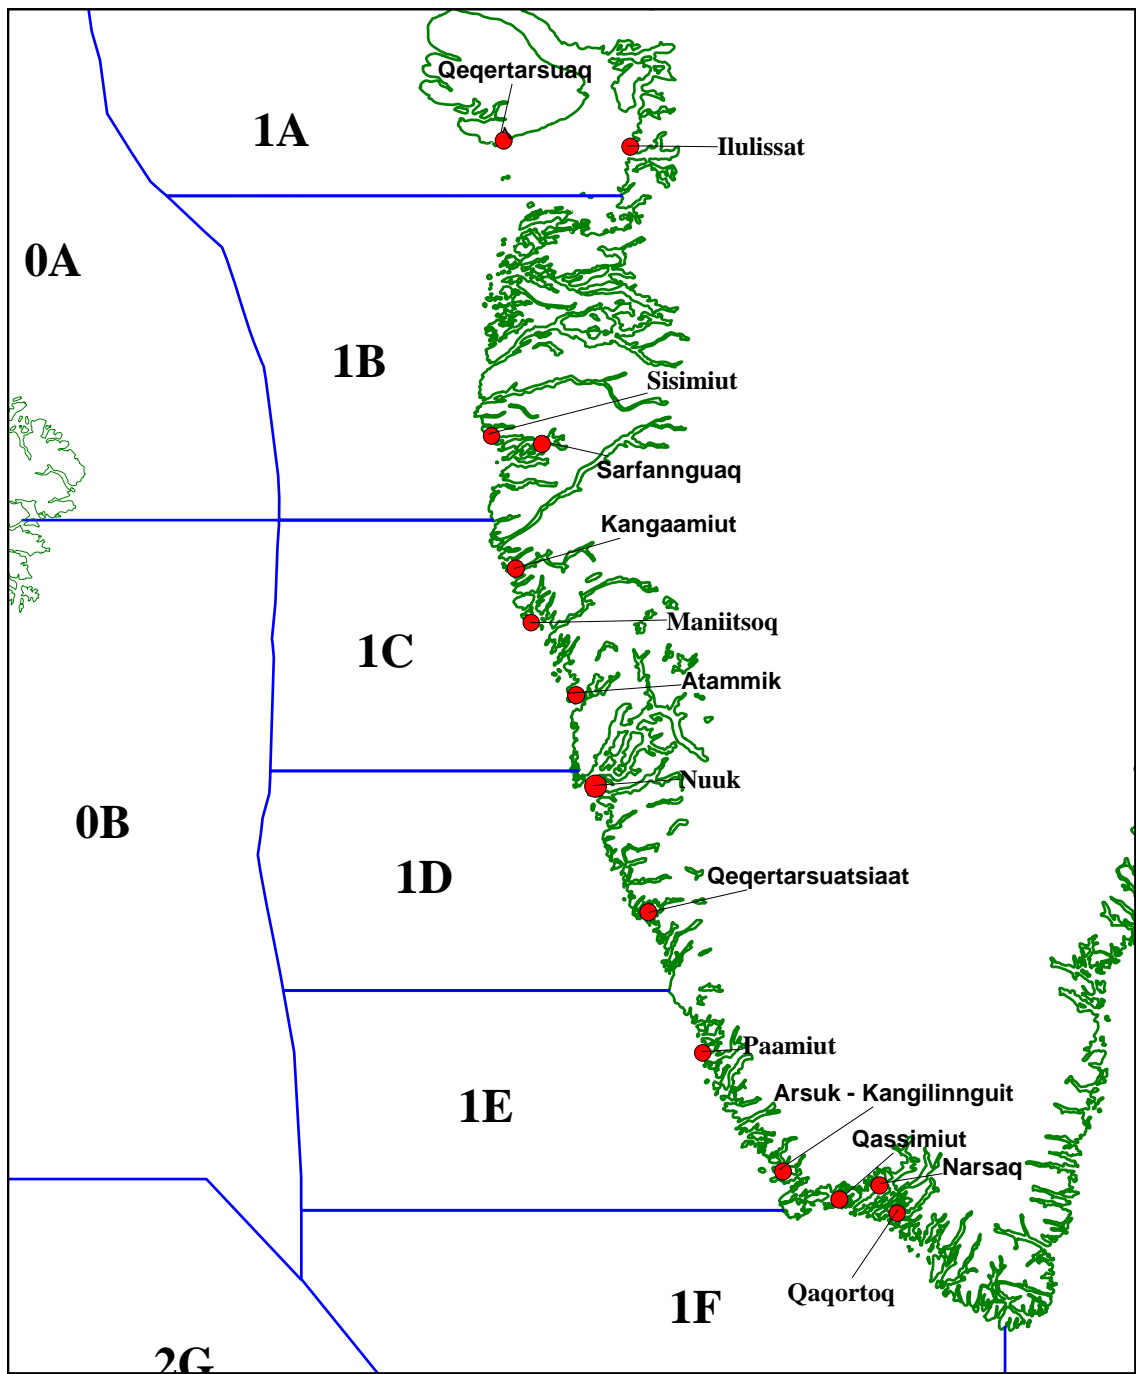 Qeqertarsuaq
1A
Ilulissat
0A
1B
Sisimiut
Sarfannguaq
Kangaamiut
Maniitsoq
1C
Atammik
Nuuk
0B
1D
Qeqertarsuatsiaat
Paamiut
Arsuk - Kangilinnguit
1E
Qassimiut
Narsaq
Qaqortoq
1F
2G